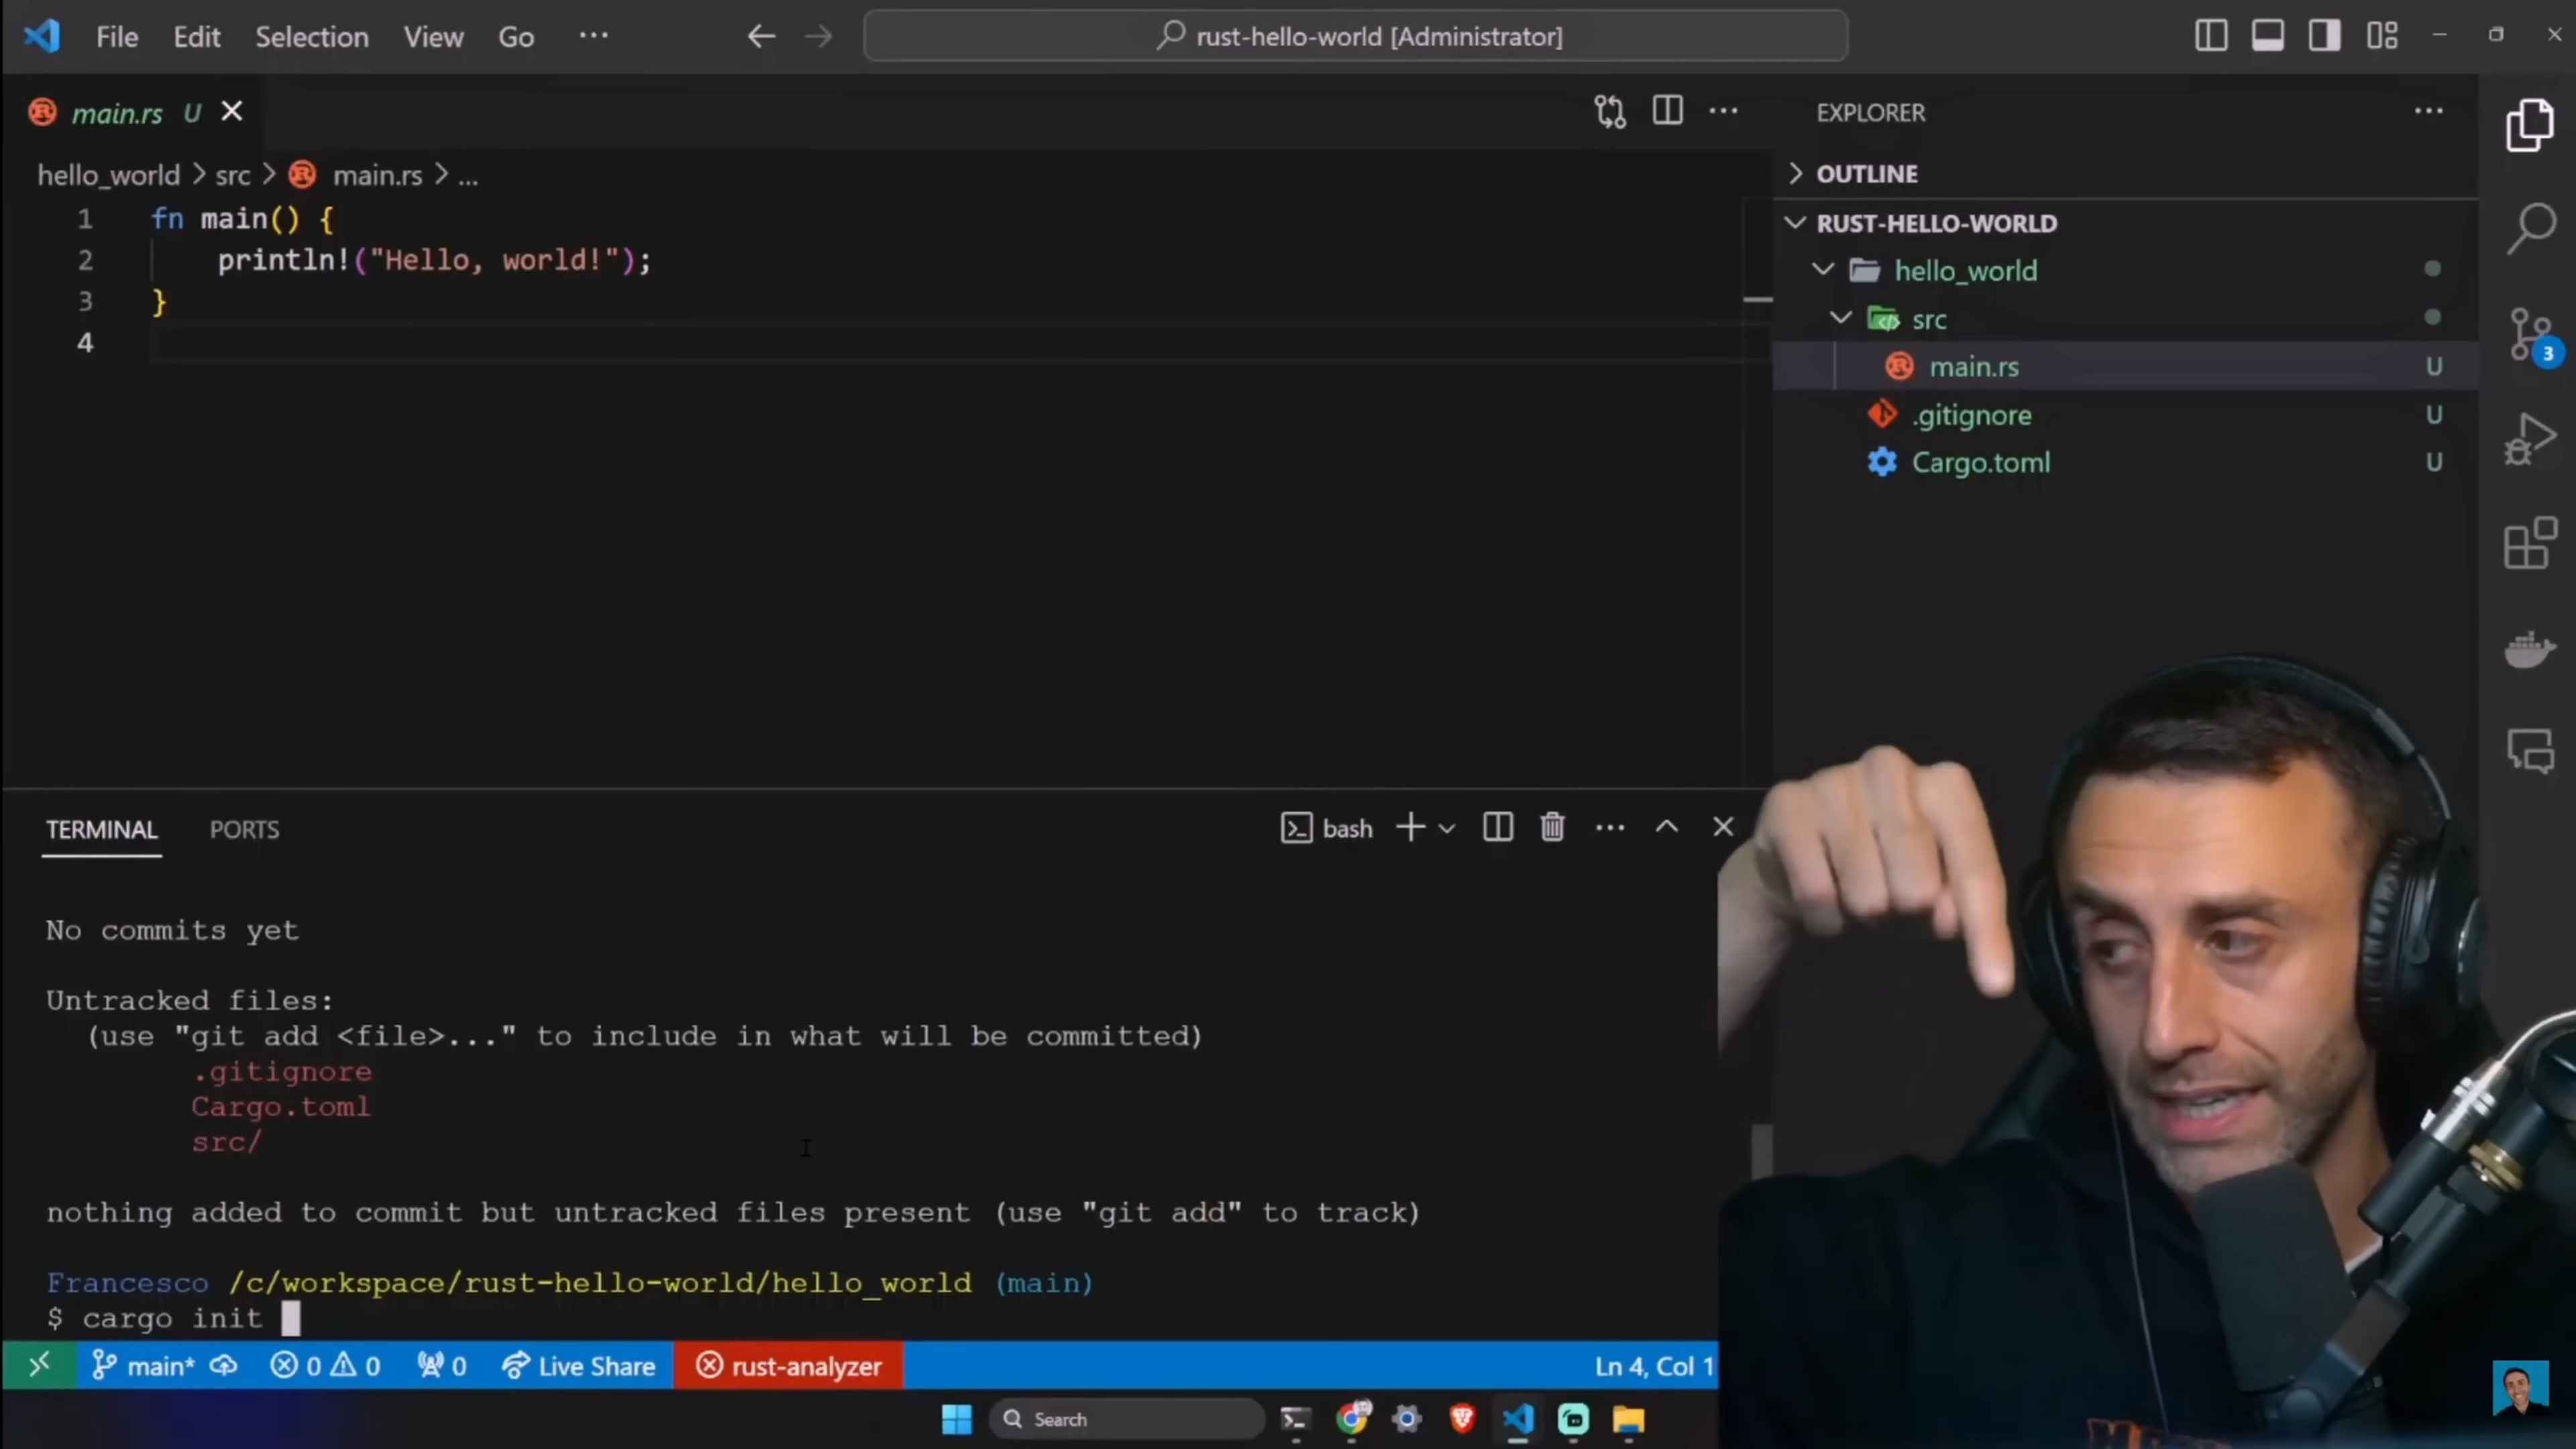 File Edit Selection View Go ...
rust-hello-world [Administrator]
main.rs U
hello_world > src > main.rs > ...
1 fn main() {
2 println!("Hello, world!");
3 }
4
EXPLORER
OUTLINE
RUST-HELLO-WORLD
hello_world
src
main.rs U
.gitignore U
Cargo.toml U
3
TERMINAL PORTS
bash
No commits yet
Untracked files:
(use "git add <file>..." to include in what will be committed)
.gitignore
Cargo.toml
src/
nothing added to commit but untracked files present (use "git add" to track)
Francesco /c/workspace/rust-hello-world/hello_world (main)
$ cargo init
main* 0 0 0 Live Share rust-analyzer Ln 4, Col 1
Search